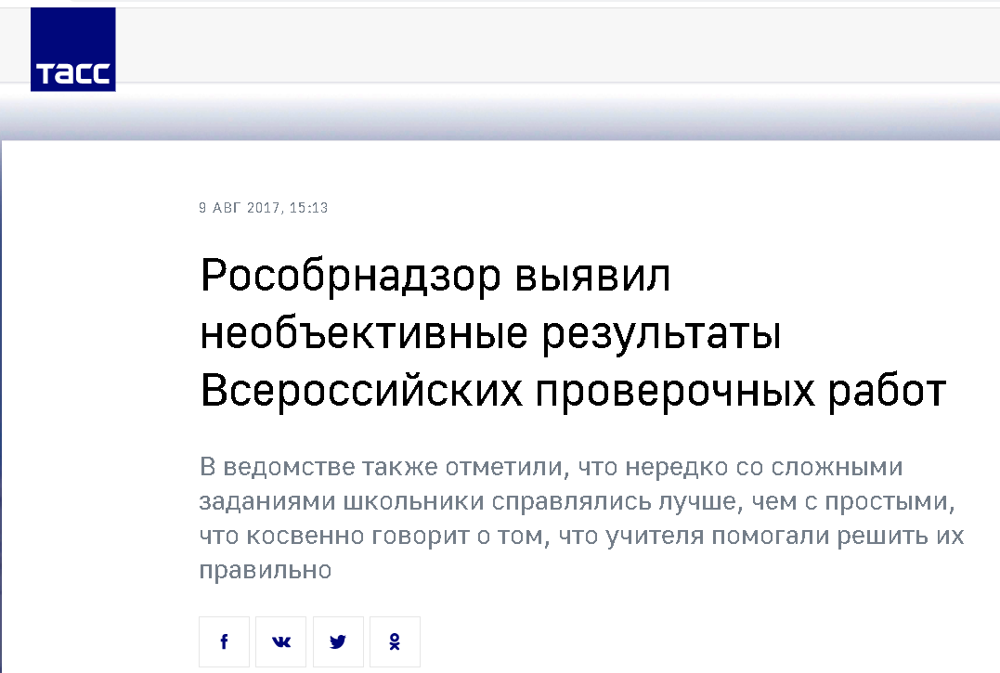 тасс
9 АВГ 2017, 15:13
Рособрнадзор выявил
необъективные результаты
Всероссийских проверочных работ
В ведомстве также отметили, что нередко со сложными
заданиями школьники справлялись лучше, чем с простыми,
что косвенно говорит о том, что учителя помогали решить их
правильно